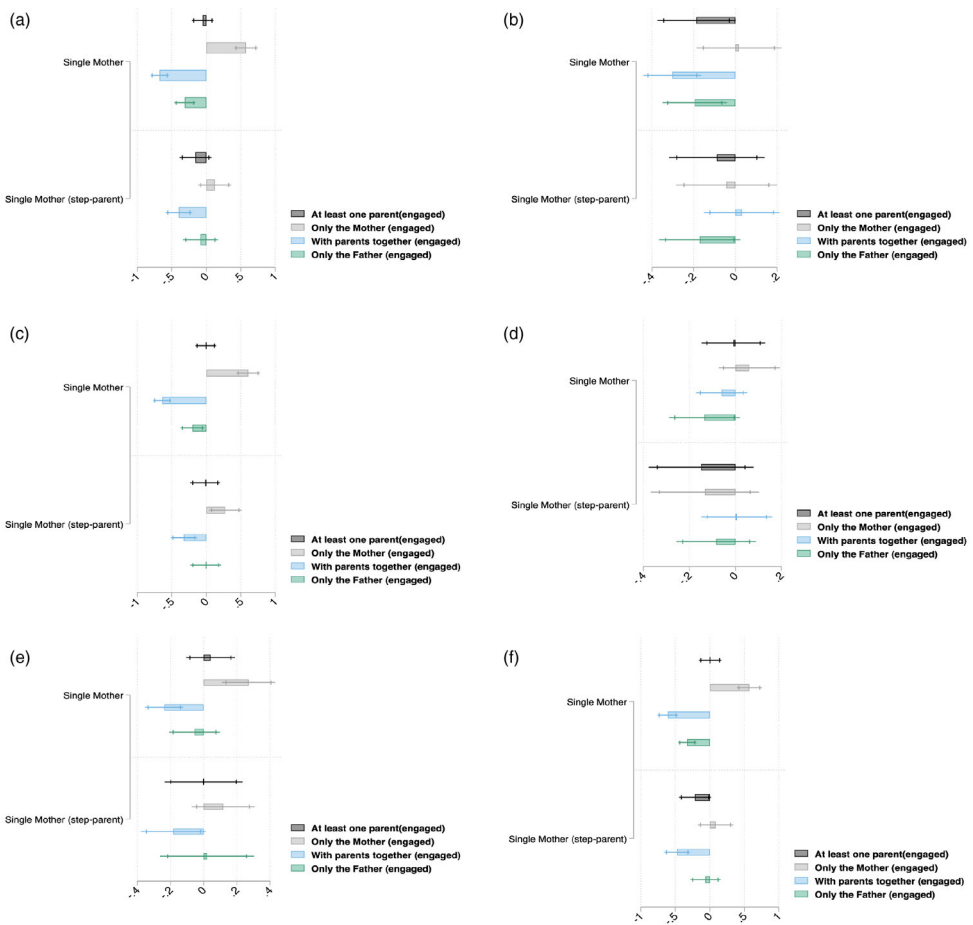 (a)
Single Mother
Single Mother (step-parent)
At least one parent(engaged)
Only the Mother (engaged)
With parents together (engaged)
Only the Father (engaged)
-1 -.5 0 .5 1
(b)
Single Mother
Single Mother (step-parent)
At least one parent(engaged)
Only the Mother (engaged)
With parents together (engaged)
Only the Father (engaged)
-.4 -.2 0 .2
(c)
Single Mother
Single Mother (step-parent)
At least one parent(engaged)
Only the Mother (engaged)
With parents together (engaged)
Only the Father (engaged)
-1 -.5 0 .5 1
(d)
Single Mother
Single Mother (step-parent)
At least one parent(engaged)
Only the Mother (engaged)
With parents together (engaged)
Only the Father (engaged)
-.4 -.2 0 .2
(e)
Single Mother
Single Mother (step-parent)
At least one parent(engaged)
Only the Mother (engaged)
With parents together (engaged)
Only the Father (engaged)
-.4 -.2 0 .2 .4
(f)
Single Mother
Single Mother (step-parent)
At least one parent(engaged)
Only the Mother (engaged)
With parents together (engaged)
Only the Father (engaged)
-1 -.5 0 .5 1